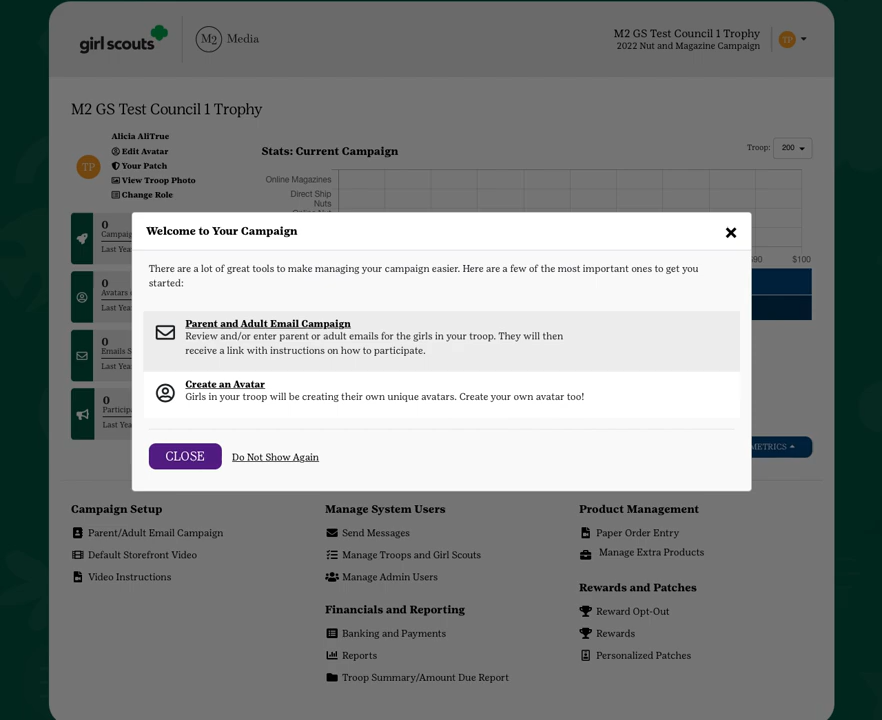 girl scouts
M2 Media
M2 GS Test Council 1 Trophy
2022 Nut and Magazine Campaign
TP
M2 GS Test Council 1 Trophy
TP
Alicia AllTrue
Edit Avatar
Your Patch
View Troop Photo
Change Role
Stats: Current Campaign
Troop: 200
Online Magazines
Direct Ship
Nuts
$100
0
Last Yea
0
Avatars
Last Yea
0
Emails S
Last Yea
0
Last Yea
Welcome to Your Campaign
There are a lot of great tools to make managing your campaign easier. Here are a few of the most important ones to get you
started:
Parent and Adult Email Campaign
Review and/or enter parent or adult emails for the girls in your troop. They will then
receive a link with instructions on how to participate.
Create an Avatar
Girls in your troop will be creating their own unique avatars. Create your own avatar too!
CLOSE
Do Not Show Again
METRICS
Campaign Setup
Parent/Adult Email Campaign
Default Storefront Video
Video Instructions
Manage System Users
Send Messages
Manage Troops and Girl Scouts
Manage Admin Users
Financials and Reporting
Banking and Payments
Reports
Troop Summary/Amount Due Report
Product Management
Paper Order Entry
Manage Extra Products
Rewards and Patches
Reward Opt-Out
Rewards
Personalized Patches